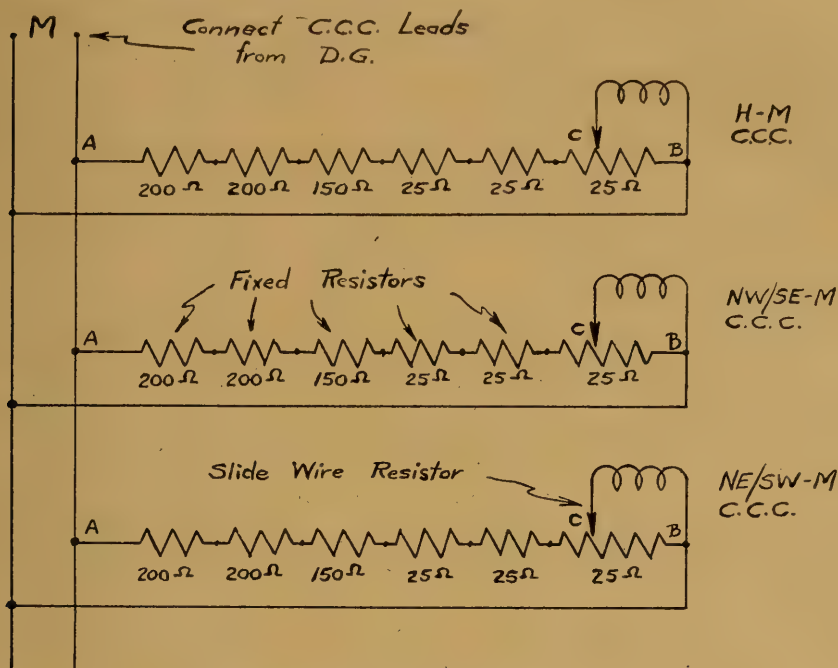 M
Connect C.C.C. Leads
from D.G.
A
C
B
H-M
C.C.C.
200 Ω 200 Ω 150 Ω 25 Ω 25 Ω 25 Ω
Fixed Resistors
A
C
B
NW/SE-M
C.C.C.
200 Ω 200 Ω 150 Ω 25 Ω 25 Ω 25 Ω
Slide Wire Resistor
A
C
B
NE/SW-M
C.C.C.
200 Ω 200 Ω 150 Ω 25 Ω 25 Ω 25 Ω